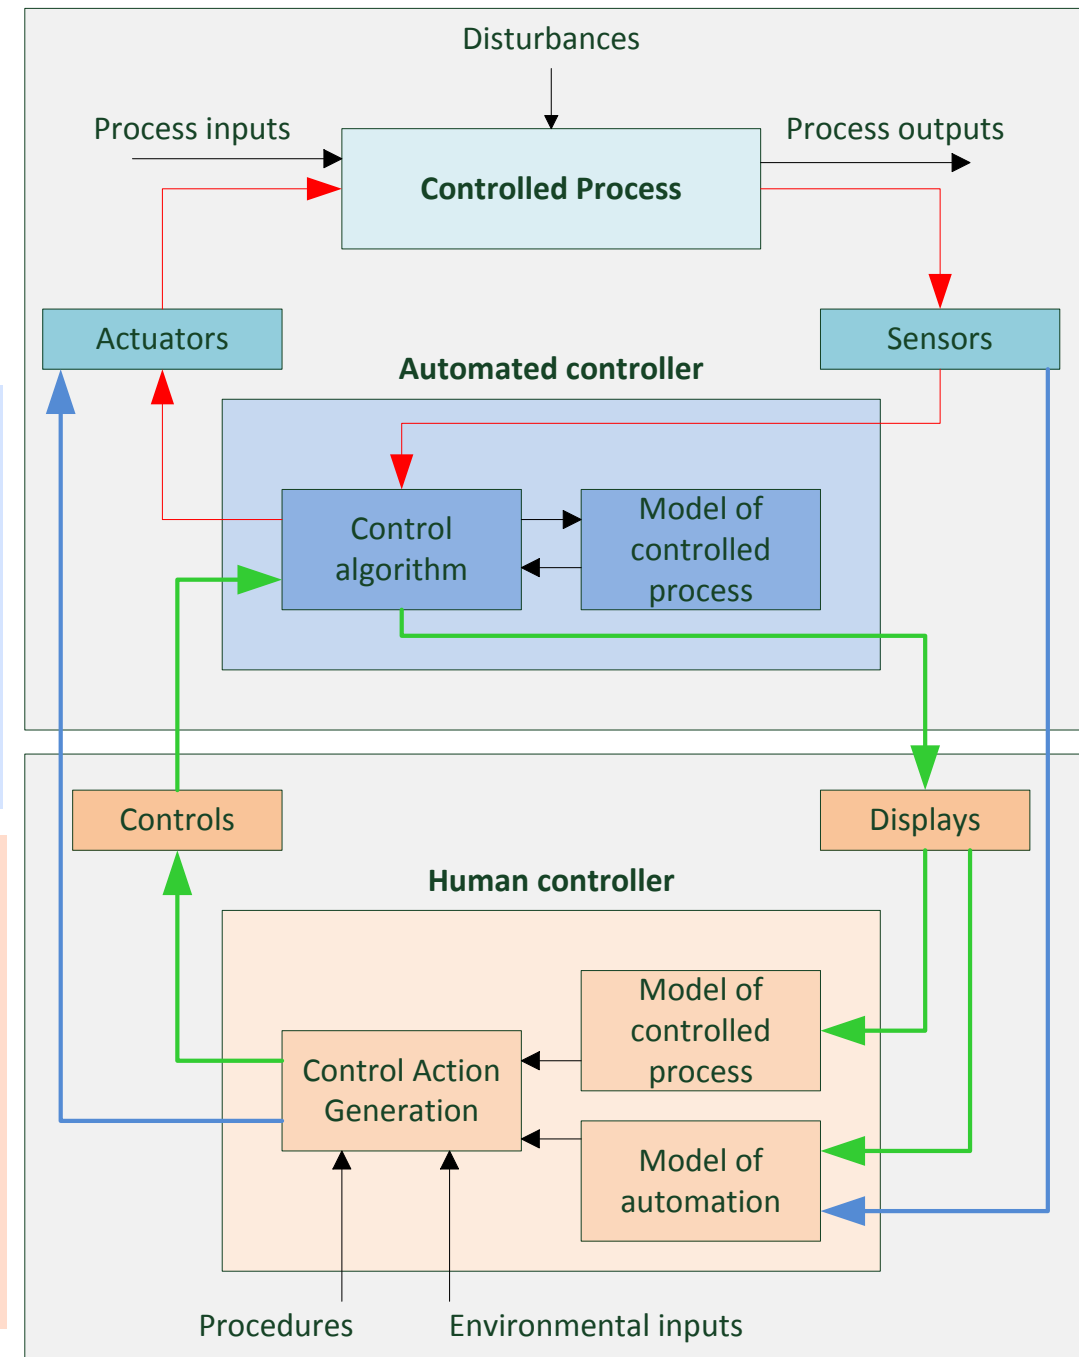 Disturbances
Process inputs
Process outputs
Controlled Process
Actuators
Sensors
Automated controller
Control
algorithm
Model of
controlled
process
Controls
Displays
Human controller
Model of
controlled
process
Control Action
Generation
Model of
automation
Procedures
Environmental inputs